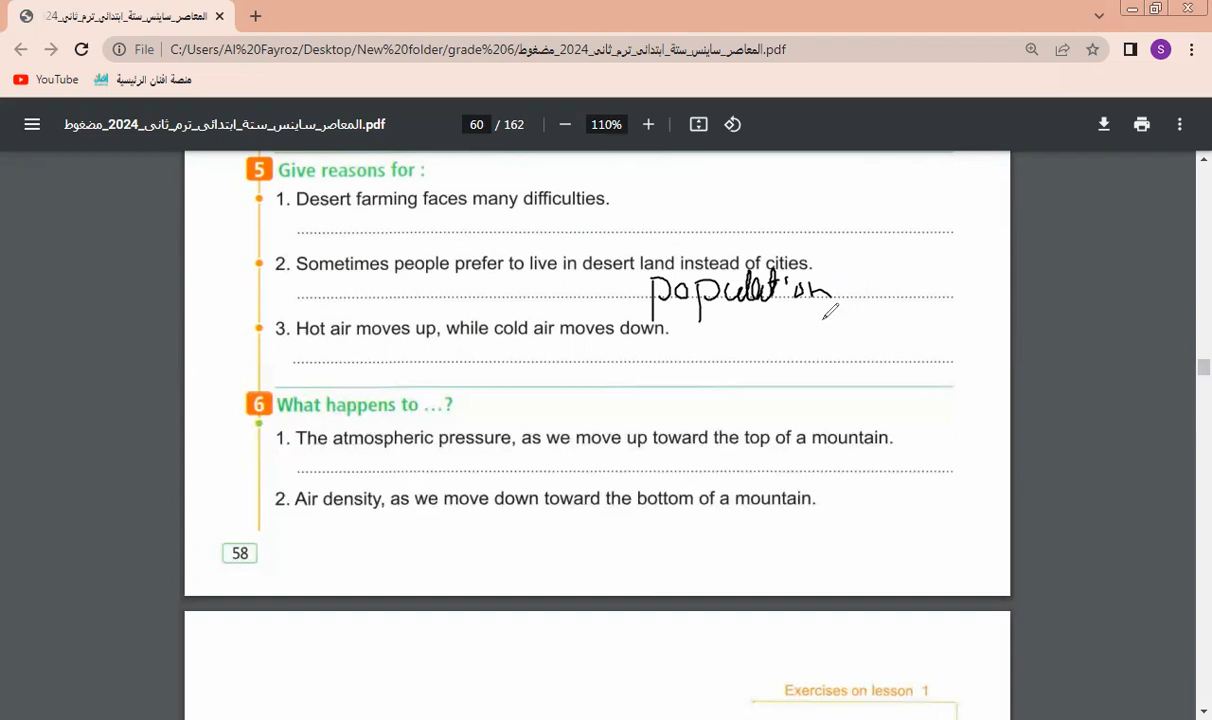 المعاصر_ساينس_ستة_ابتدائى_ترم_ثانى_24
File C:/Users/Al%20Fayroz/Desktop/New%20folder/grade%206/المعاصر_ساينس_ستة_ابتدائى_ترم_ثانى_2024_مضغوط.pdf
S
YouTube منصة افنان الرئيسية
المعاصر_ساينس_ستة_ابتدائى_ترم_ثانى_2024_مضغوط.pdf 60 / 162 110%
5 Give reasons for :
1. Desert farming faces many difficulties.
2. Sometimes people prefer to live in desert land instead of cities.
population
3. Hot air moves up, while cold air moves down.
6 What happens to ...?
1. The atmospheric pressure, as we move up toward the top of a mountain.
2. Air density, as we move down toward the bottom of a mountain.
58
Exercises on lesson 1